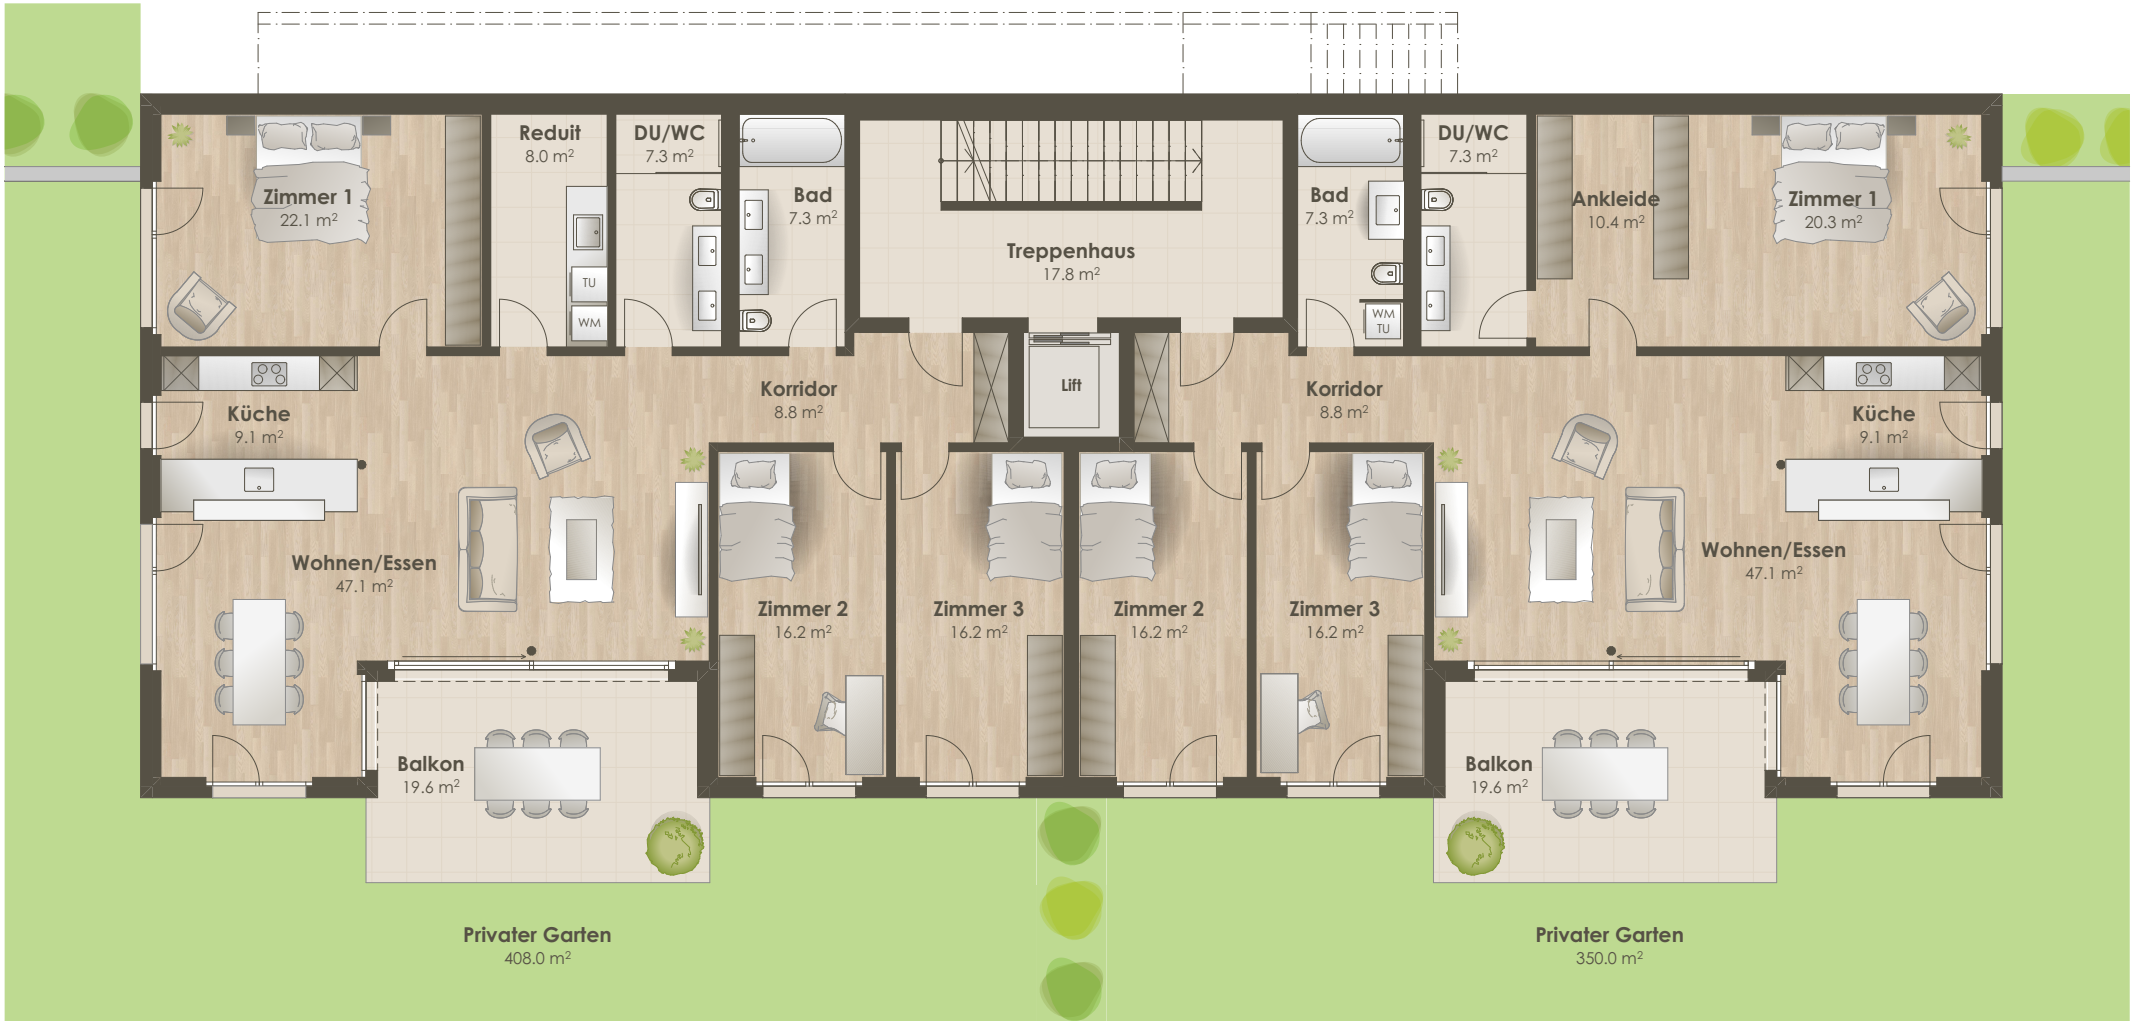 Reduit
8.0 m²
DU/WC
7.3 m²
DU/WC
7.3 m²
Zimmer 1
22.1 m²
Bad
7.3 m²
Bad
7.3 m²
Ankleide
10.4 m²
Zimmer 1
20.3 m²
Treppenhaus
17.8 m²
TU
WM
WM
TU
Küche
9.1 m²
Korridor
8.8 m²
Lift
Korridor
8.8 m²
Küche
9.1 m²
Wohnen/Essen
47.1 m²
Wohnen/Essen
47.1 m²
Zimmer 2
16.2 m²
Zimmer 3
16.2 m²
Zimmer 2
16.2 m²
Zimmer 3
16.2 m²
Balkon
19.6 m²
Balkon
19.6 m²
Privater Garten
408.0 m²
Privater Garten
350.0 m²